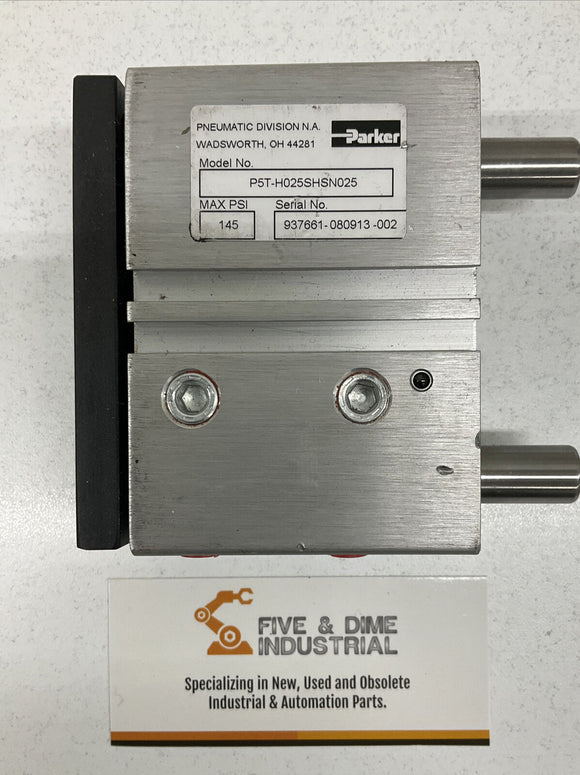 PNEUMATIC DIVISION N.A.
WADSWORTH, OH 44281
Parker
Model No.
P5T-H025SHSN025
MAX PSI
Serial No.
145
937661-080913-002
FIVE & DIME
INDUSTRIAL
Specializing in New, Used and Obsolete
Industrial & Automation Parts.